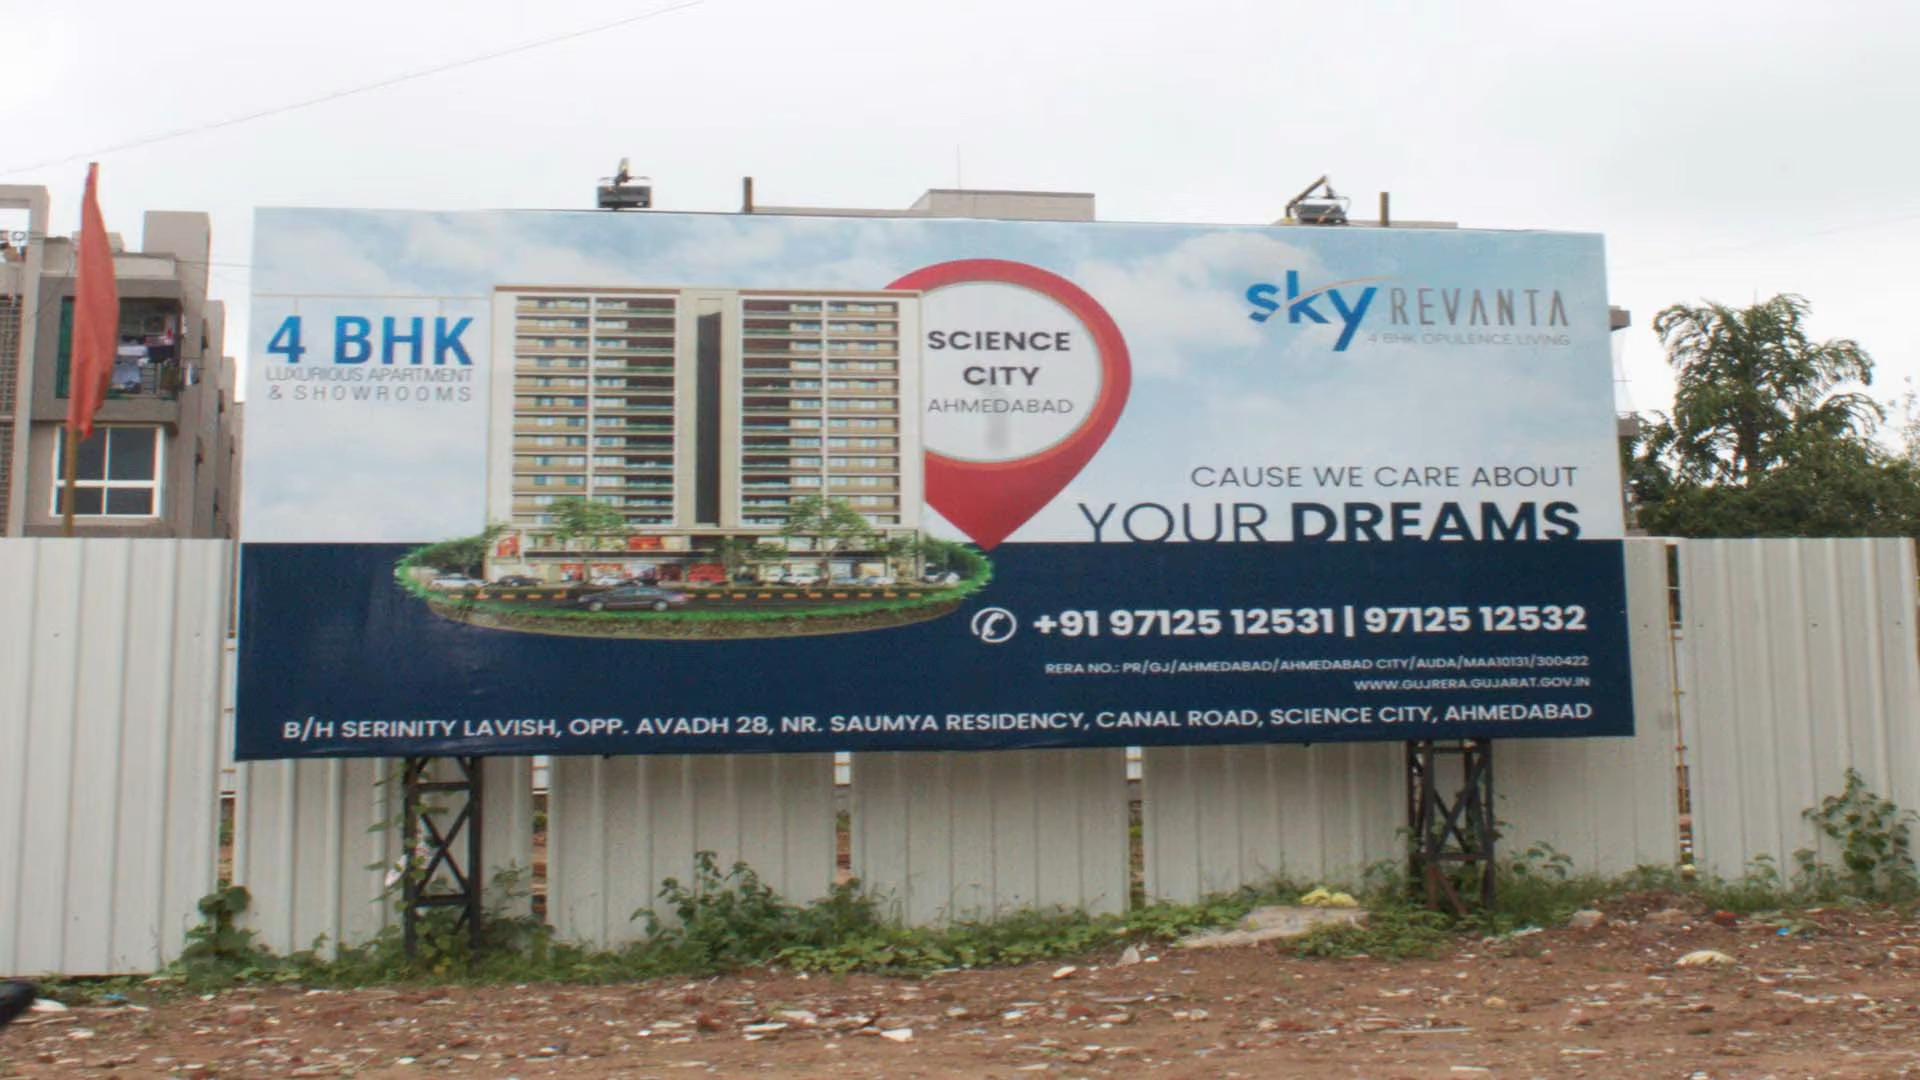 4 BHK
LUXURIOUS APARTMENT
& SHOWROOMS
SCIENCE
CITY
AHMEDABAD
sky REVANTA
4 BHK OPULENCE LIVING
CAUSE WE CARE ABOUT
YOUR DREAMS
+91 97125 12531 | 97125 12532
RERA NO.: PR/GJ/AHMEDABAD/AHMEDABAD CITY/AUDA/MAA10131/300422
WWW.GUJRERA.GUJARAT.GOV.IN
B/H SERINITY LAVISH, OPP. AVADH 28, NR. SAUMYA RESIDENCY, CANAL ROAD, SCIENCE CITY, AHMEDABAD